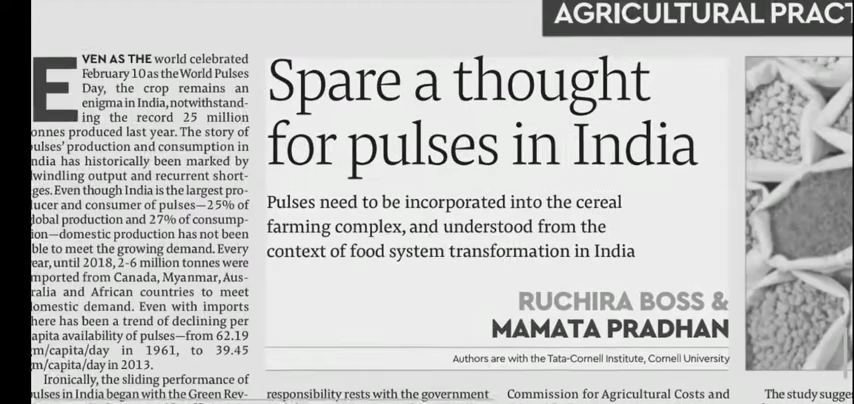 AGRICULTURAL PRACT
EVEN AS THE world celebrated
February 10 as the World Pulses
Day, the crop remains an
enigma in India, notwithstand-
ing the record 25 million
onnes produced last year. The story of
ulses' production and consumption in
ndia has historically been marked by
lwindling output and recurrent short-
ges. Even though India is the largest pro-
lucer and consumer of pulses—25% of
lobal production and 27% of consump-
ion—domestic production has not been
ble to meet the growing demand. Every
ear, until 2018, 2-6 million tonnes were
mported from Canada, Myanmar, Aus-
ralia and African countries to meet
lomestic demand. Even with imports
here has been a trend of declining per
apita availability of pulses—from 62.19
m/capita/day in 1961, to 39.45
m/capita/day in 2013.
Ironically, the sliding performance of
ulses in India began with the Green Rev-
Spare a thought
for pulses in India
Pulses need to be incorporated into the cereal
farming complex, and understood from the
context of food system transformation in India
RUCHIRA BOSS &
MAMATA PRADHAN
Authors are with the Tata-Cornell Institute, Cornell University
responsibility rests with the government
Commission for Agricultural Costs and
The study sugge